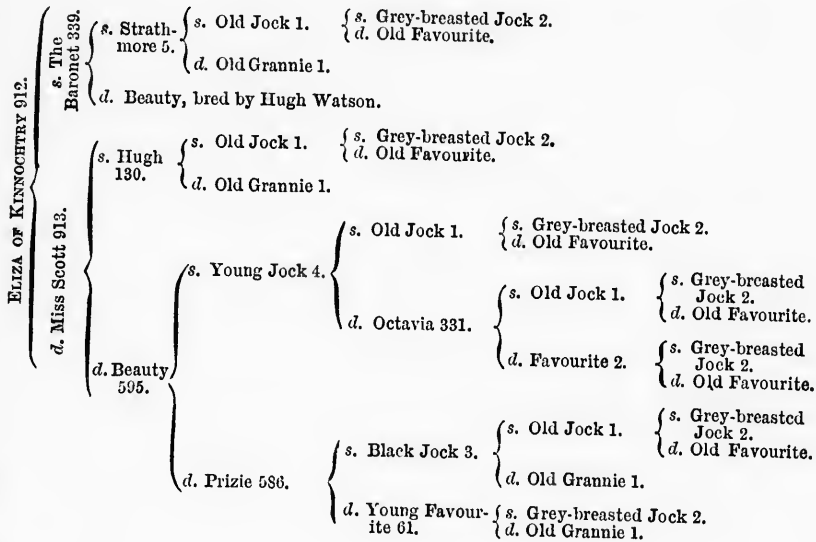 ELIZA OF KINNOCHTRY 912.
s. The
Baronet 339.
s. Strath-
more 5.
s. Old Jock 1.
s. Grey-breasted Jock 2.
d. Old Favourite.
d. Old Grannie 1.
d. Beauty, bred by Hugh Watson.
d. Miss Scott 913.
s. Hugh
130.
s. Old Jock 1.
s. Grey-breasted Jock 2.
d. Old Favourite.
d. Old Grannie 1.
d. Beauty
595.
s. Young Jock 4.
s. Old Jock 1.
s. Grey-breasted Jock 2.
d. Old Favourite.
d. Octavia 331.
s. Old Jock 1.
s. Grey-breasted
Jock 2.
d. Old Favourite.
d. Favourite 2.
s. Grey-breasted
Jock 2.
d. Old Favourite.
d. Prizie 586.
s. Black Jock 3.
s. Old Jock 1.
s. Grey-breasted
Jock 2.
d. Old Favourite.
d. Old Grannie 1.
d. Young Favour-
ite 61.
s. Grey-breasted Jock 2.
d. Old Grannie 1.